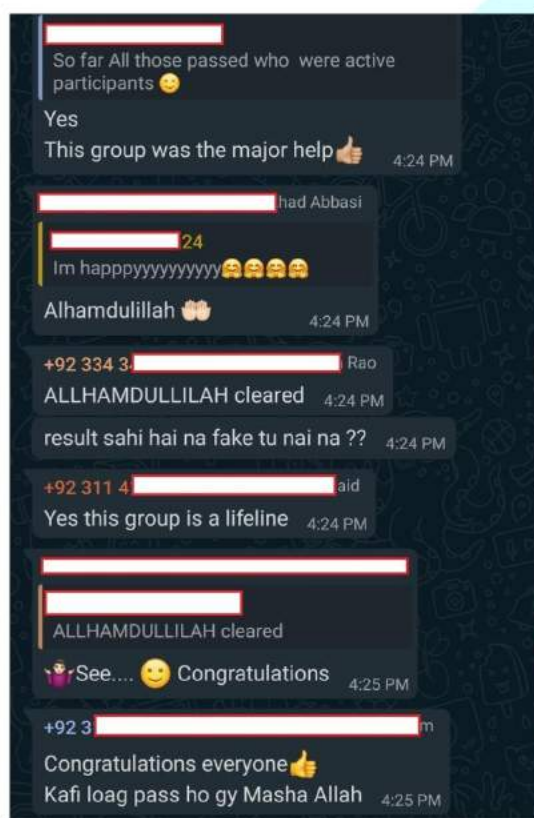 So far All those passed who were active
participants 😊
Yes
This group was the major help👍🏼
4:24 PM
had Abbasi
24
Im happpyyyyyyyyyy🤗🤗🤗🤗
Alhamdulillah 🤲🏻
4:24 PM
+92 334 3
Rao
ALLHAMDULLILAH cleared 4:24 PM
result sahi hai na fake tu nai na ?? 4:24 PM
+92 311 4
aid
Yes this group is a lifeline 4:24 PM
ALLHAMDULLILAH cleared
🤷🏻‍♀️See.... 🙂 Congratulations 4:25 PM
+92 3
m
Congratulations everyone👍
Kafi loag pass ho gy Masha Allah 4:25 PM